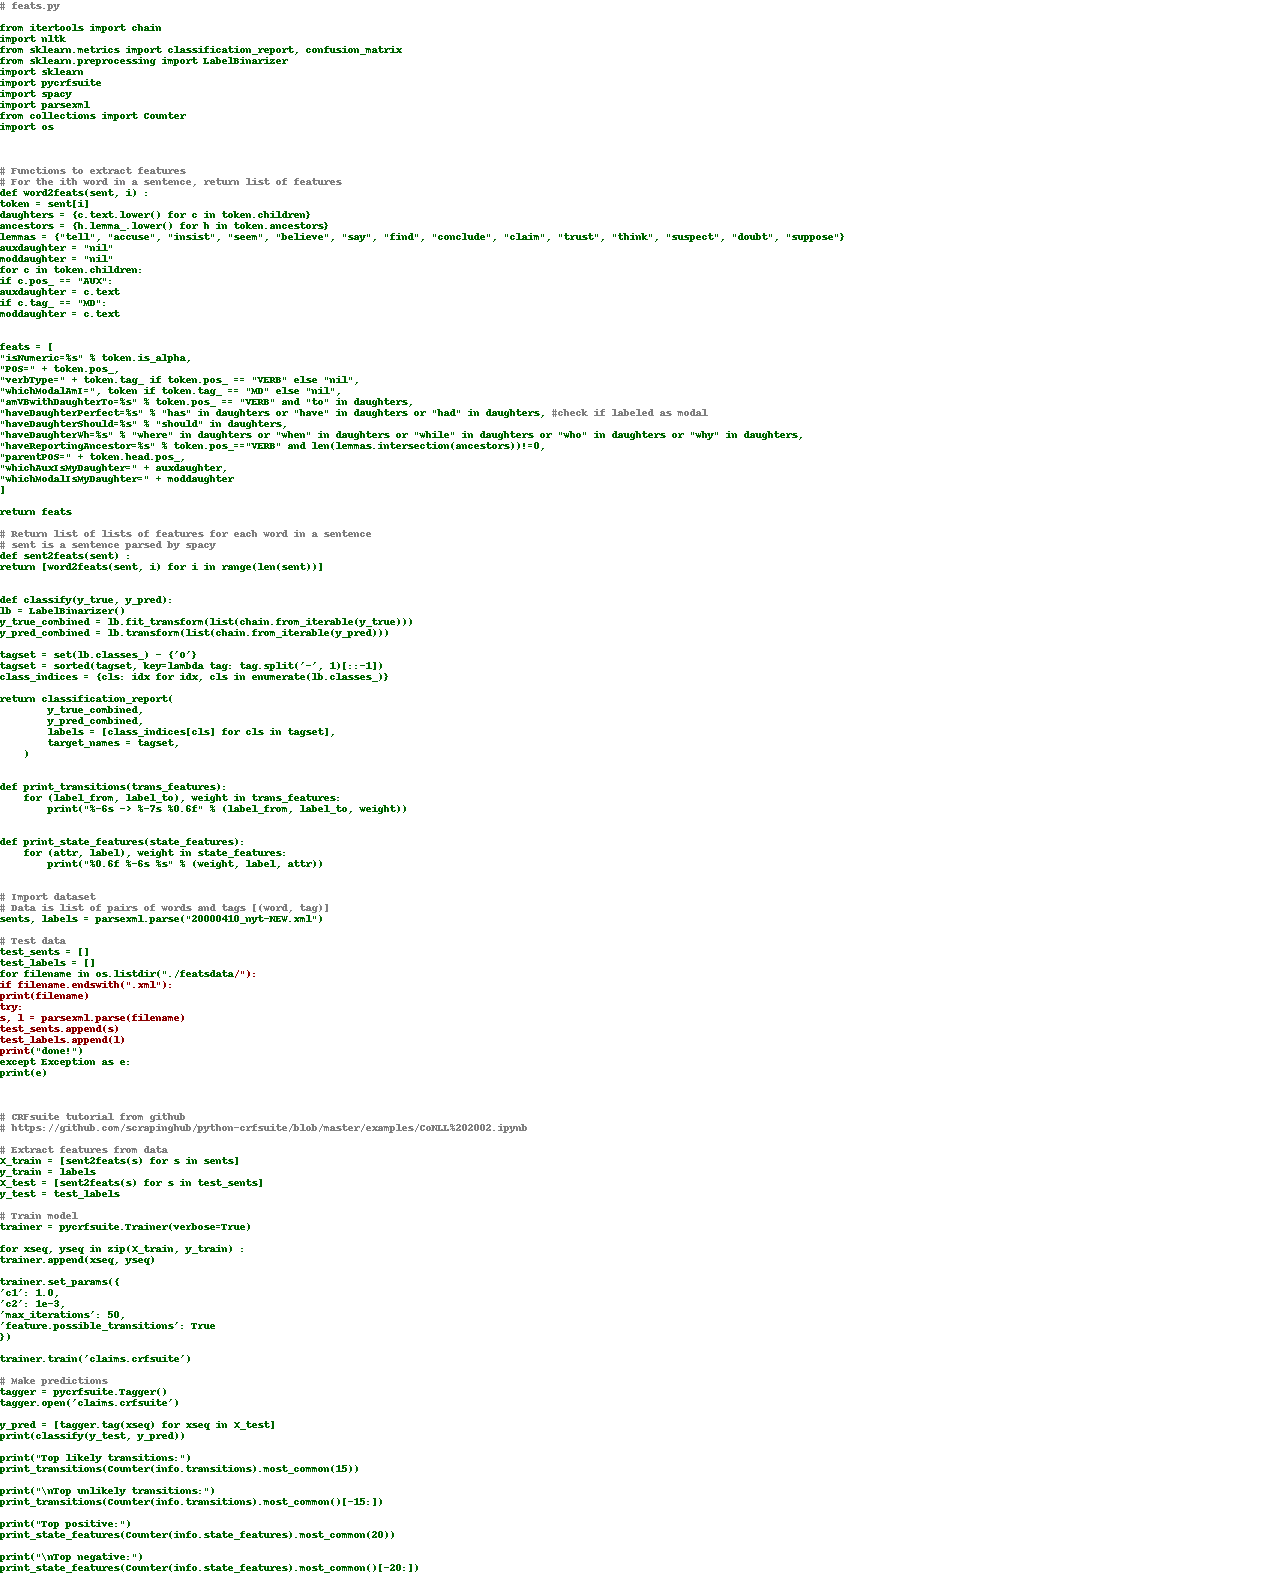 # feats.py
from itertools import chain
import nltk
from sklearn.metrics import classification_report, confusion_matrix
from sklearn.preprocessing import LabelBinarizer
import sklearn
import pycrfsuite
import spacy
import parsexml
from collections import Counter
import os
# Functions to extract features
# For the ith word in a sentence, return list of features
def word2feats(sent, i) :
token = sent[i]
daughters = {c.text.lower() for c in token.children}
ancestors = {h.lemma_.lower() for h in token.ancestors}
lemmas = {"tell", "accuse", "insist", "seem", "believe", "say", "find", "conclude", "claim", "trust", "think", "suspect", "doubt", "suppose"}
auxdaughter = "nil"
moddaughter = "nil"
for c in token.children:
if c.pos_ == "AUX":
auxdaughter = c.text
if c.tag_ == "MD":
moddaughter = c.text
feats = [
"isNumeric=%s" % token.is_alpha,
"POS=" + token.pos_,
"verbType=" + token.tag_ if token.pos_ == "VERB" else "nil",
"whichModalAmI=", token if token.tag_ == "MD" else "nil",
"amVBwithDaughterTo=%s" % token.pos_ == "VERB" and "to" in daughters,
"haveDaughterPerfect=%s" % "has" in daughters or "have" in daughters or "had" in daughters, #check if labeled as modal
"haveDaughterShould=%s" % "should" in daughters,
"haveDaughterWh=%s" % "where" in daughters or "when" in daughters or "while" in daughters or "who" in daughters or "why" in daughters,
"haveReportingAncestor=%s" % token.pos_=="VERB" and len(lemmas.intersection(ancestors))!=0,
"parentPOS=" + token.head.pos_,
"whichAuxIsMyDaughter=" + auxdaughter,
"whichModalIsMyDaughter=" + moddaughter
]
return feats
# Return list of lists of features for each word in a sentence
# sent is a sentence parsed by spacy
def sent2feats(sent) :
return [word2feats(sent, i) for i in range(len(sent))]
def classify(y_true, y_pred):
lb = LabelBinarizer()
y_true_combined = lb.fit_transform(list(chain.from_iterable(y_true)))
y_pred_combined = lb.transform(list(chain.from_iterable(y_pred)))
tagset = set(lb.classes_) - {'O'}
tagset = sorted(tagset, key=lambda tag: tag.split('-', 1)[::-1])
class_indices = {cls: idx for idx, cls in enumerate(lb.classes_)}
return classification_report(
y_true_combined,
y_pred_combined,
labels = [class_indices[cls] for cls in tagset],
target_names = tagset,
)
def print_transitions(trans_features):
for (label_from, label_to), weight in trans_features:
print("%-6s -> %-7s %0.6f" % (label_from, label_to, weight))
def print_state_features(state_features):
for (attr, label), weight in state_features:
print("%0.6f %-6s %s" % (weight, label, attr))
# Import dataset
# Data is list of pairs of words and tags [(word, tag)]
sents, labels = parsexml.parse("20000410_nyt-NEW.xml")
# Test data
test_sents = []
test_labels = []
for filename in os.listdir("./featsdata/"):
if filename.endswith(".xml"):
print(filename)
try:
s, l = parsexml.parse(filename)
test_sents.append(s)
test_labels.append(l)
print("done!")
except Exception as e:
print(e)
# CRFsuite tutorial from github
# https://github.com/scrapinghub/python-crfsuite/blob/master/examples/CoNLL%202002.ipynb
# Extract features from data
X_train = [sent2feats(s) for s in sents]
y_train = labels
X_test = [sent2feats(s) for s in test_sents]
y_test = test_labels
# Train model
trainer = pycrfsuite.Trainer(verbose=True)
for xseq, yseq in zip(X_train, y_train) :
trainer.append(xseq, yseq)
trainer.set_params({
'c1': 1.0,
'c2': 1e-3,
'max_iterations': 50,
'feature.possible_transitions': True
})
trainer.train('claims.crfsuite')
# Make predictions
tagger = pycrfsuite.Tagger()
tagger.open('claims.crfsuite')
y_pred = [tagger.tag(xseq) for xseq in X_test]
print(classify(y_test, y_pred))
print("Top likely transitions:")
print_transitions(Counter(info.transitions).most_common(15))
print("\nTop unlikely transitions:")
print_transitions(Counter(info.transitions).most_common()[-15:])
print("Top positive:")
print_state_features(Counter(info.state_features).most_common(20))
print("\nTop negative:")
print_state_features(Counter(info.state_features).most_common()[-20:])